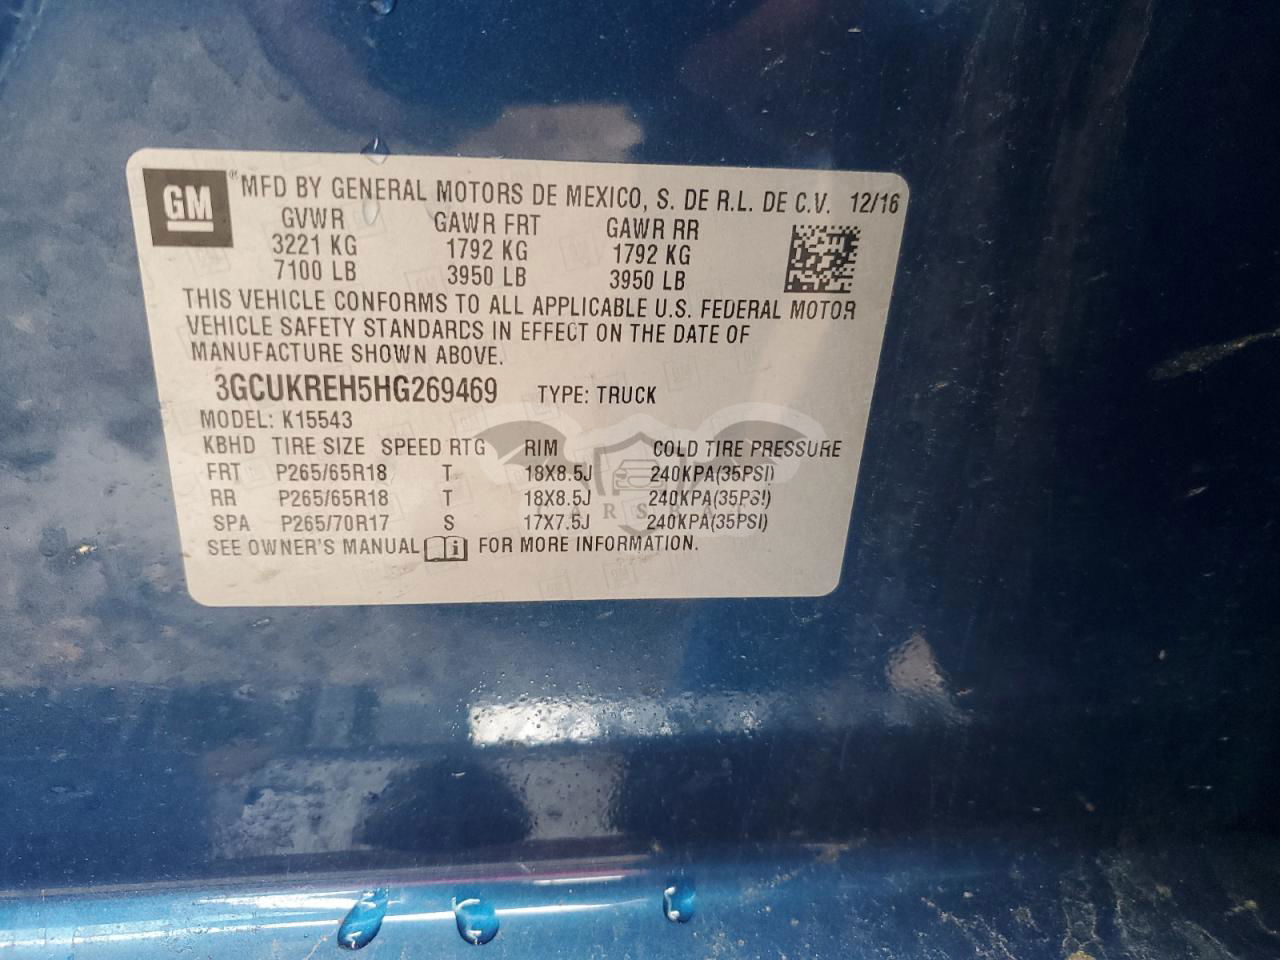 GM ® MFD BY GENERAL MOTORS DE MEXICO, S. DE R.L. DE C.V. 12/16
GVWR GAWR FRT GAWR RR
3221 KG 1792 KG 1792 KG
7100 LB 3950 LB 3950 LB
THIS VEHICLE CONFORMS TO ALL APPLICABLE U.S. FEDERAL MOTOR
VEHICLE SAFETY STANDARDS IN EFFECT ON THE DATE OF
MANUFACTURE SHOWN ABOVE.
3GCUKREH5HG269469 TYPE: TRUCK
MODEL: K15543
KBHD TIRE SIZE SPEED RTG RIM COLD TIRE PRESSURE
FRT P265/65R18 T 18X8.5J 240KPA(35PSI)
RR P265/65R18 T 18X8.5J 240KPA(35PSI)
SPA P265/70R17 S 17X7.5J 240KPA(35PSI)
SEE OWNER'S MANUAL FOR MORE INFORMATION.